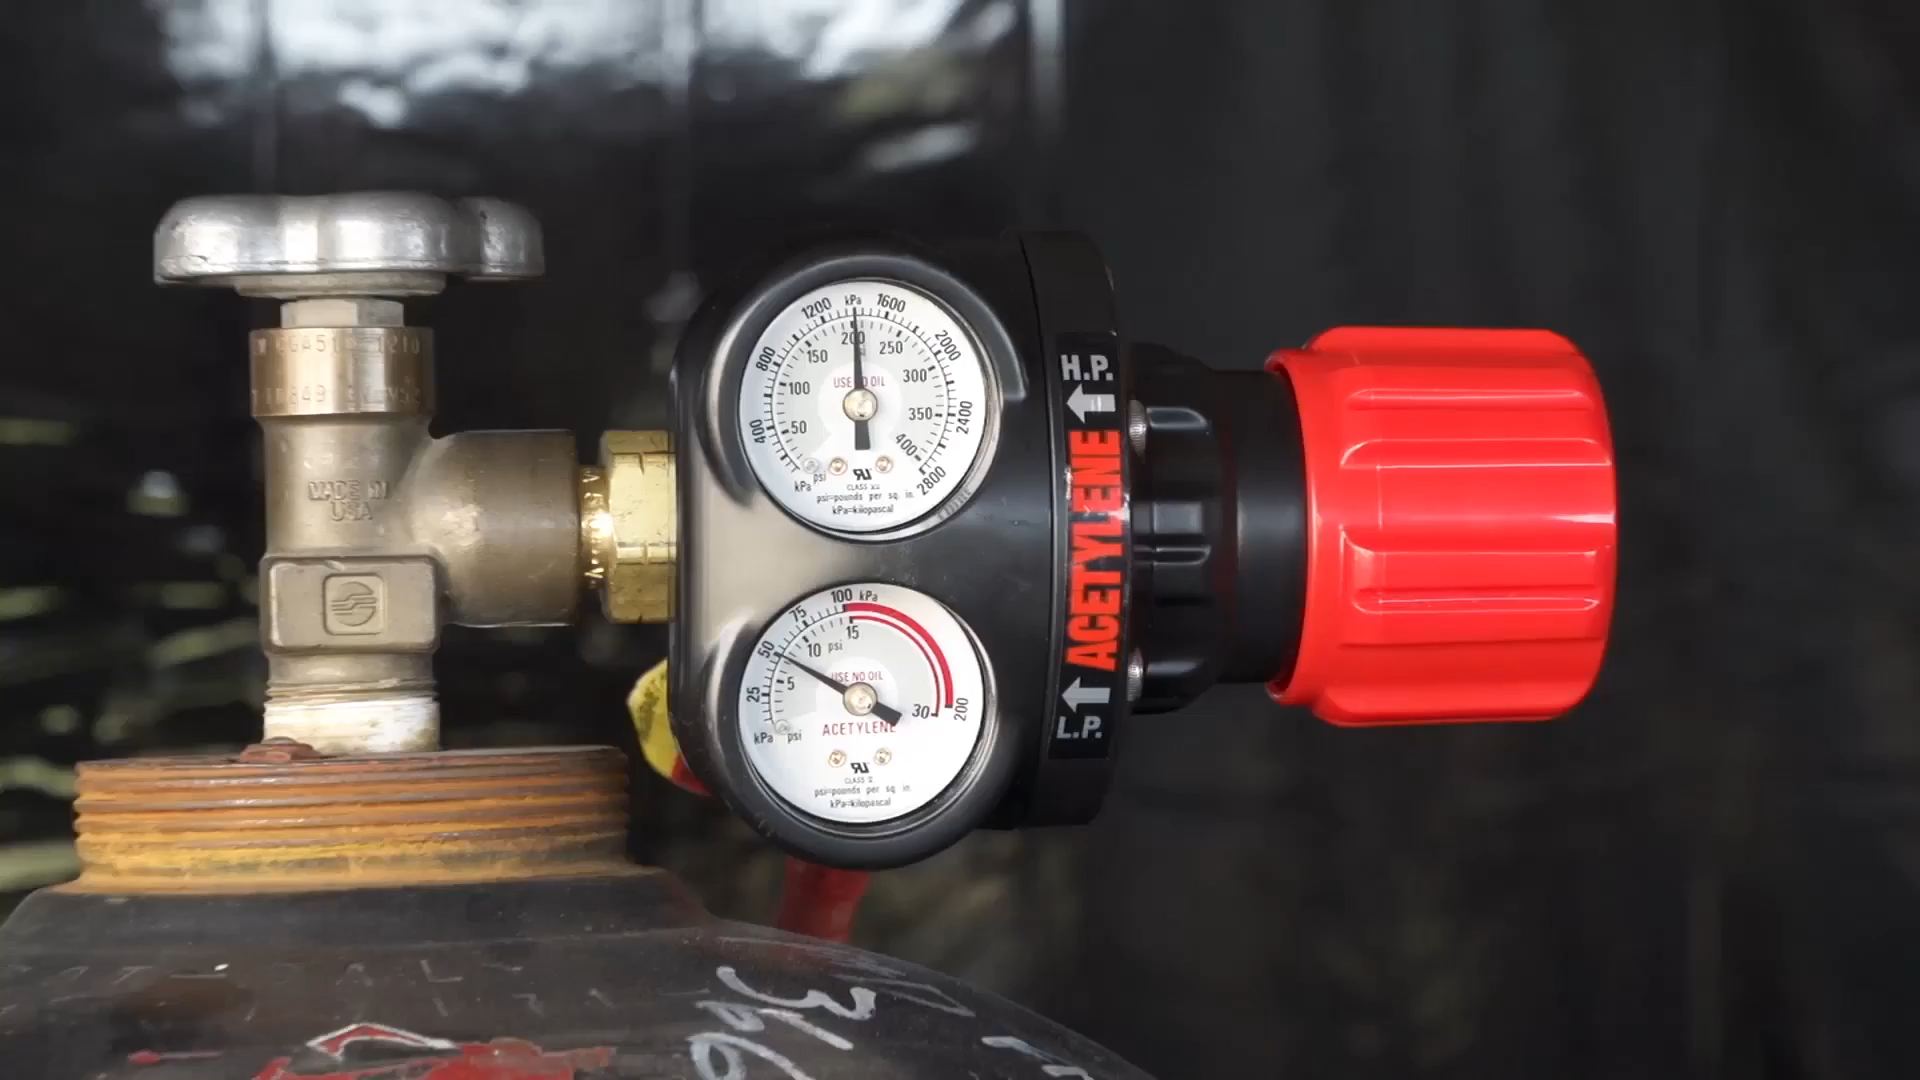 MADE IN
USA
kPa
400
800
1200
1600
2000
2400
2800
50
100
150
200
250
300
350
400
USE NO OIL
psi
kPa
psi=pounds per sq. in.
kPa=kilopascal
H.P.
ACETYLENE
L.P.
25
50
75
100 kPa
200
5
10 psi
15
30
USE NO OIL
ACETYLENE
kPa psi
CLASS
psi=pounds per sq. in.
kPa=kilopascal